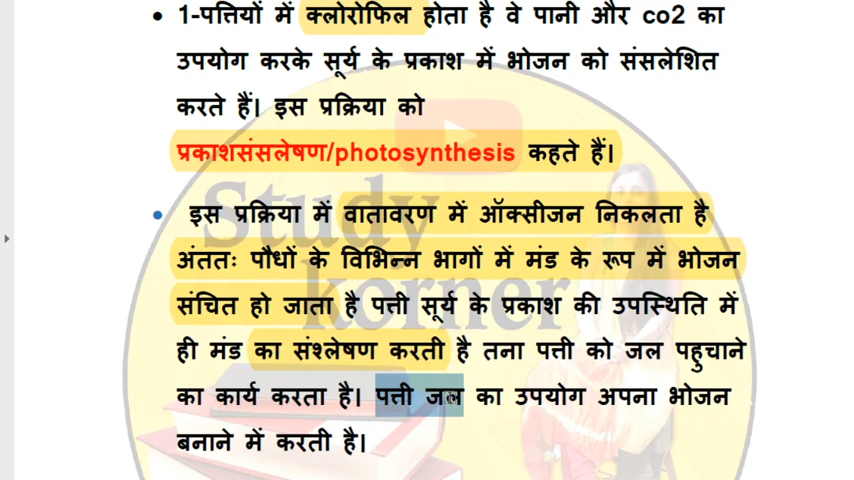 • 1-पत्तियों में क्लोरोफिल होता है वे पानी और co2 का
उपयोग करके सूर्य के प्रकाश में भोजन को संसलेशित
करते हैं। इस प्रक्रिया को
प्रकाशसंसलेषण/photosynthesis कहते हैं।
• इस प्रक्रिया में वातावरण में ऑक्सीजन निकलता है
अंततः पोंधों के विभिन्न भागों में मंड के रूप में भोजन
संचित हो जाता है पत्ती सूर्य के प्रकाश की उपस्थिति में
ही मंड का संश्लेषण करती है तना पत्ती को जल पहुचाने
का कार्य करता है। पत्ती जल का उपयोग अपना भोजन
बनाने में करती है।
Study
korner